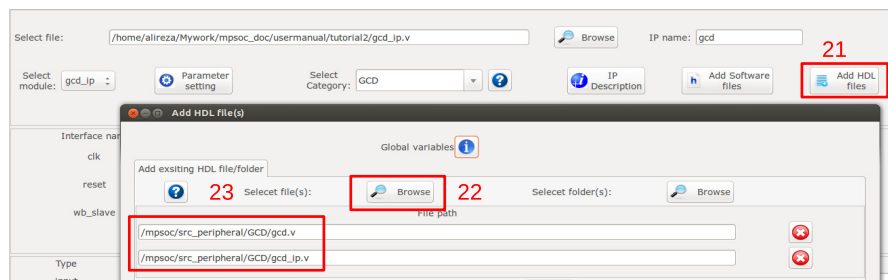 Select file: /home/alireza/Mywork/mpsoc_doc/usermanual/tutorial2/gcd_ip.v Browse IP name: gcd
21
Select module: gcd_ip Parameter setting Select Category: GCD ? i IP Description h Add Software files Add HDL files
Add HDL file(s)
Interface nam
Global variables i
clk
Add exsiting HDL file/folder
reset ? 23 Selecet file(s): Browse 22 Selecet folder(s): Browse
wb_slave File path
/mpsoc/src_peripheral/GCD/gcd.v
/mpsoc/src_peripheral/GCD/gcd_ip.v
Type